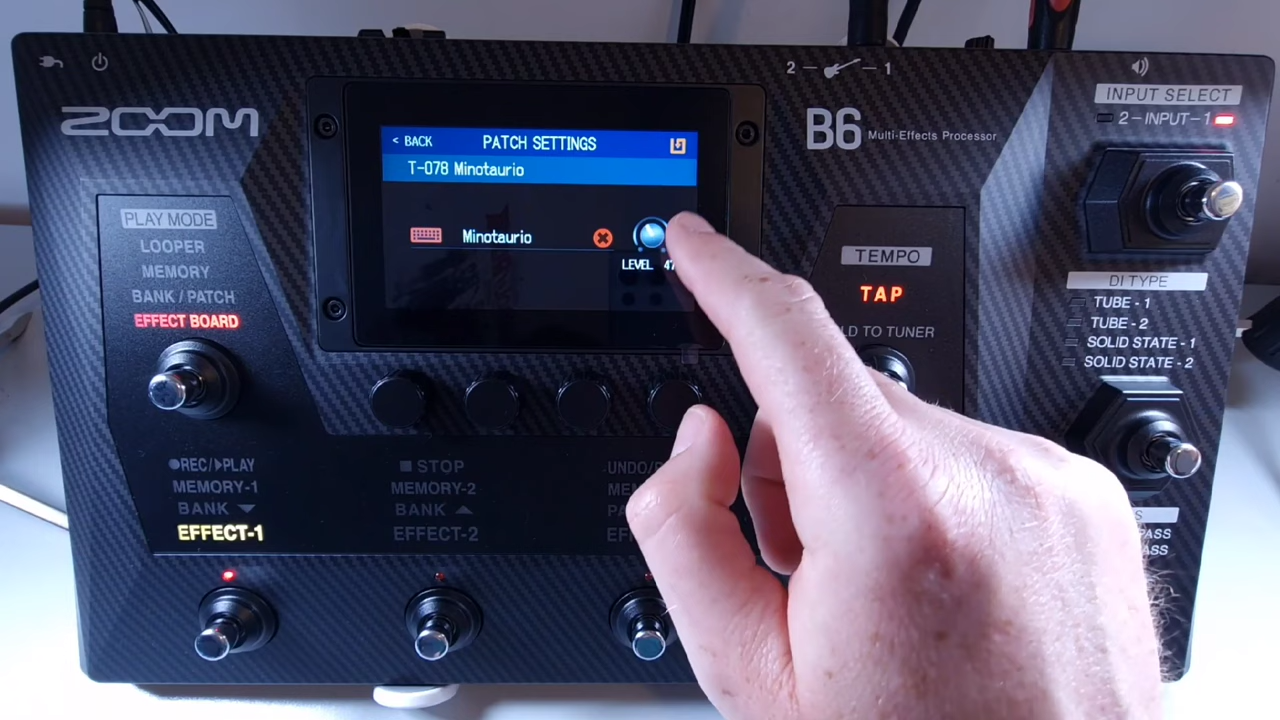 2 - 1
ZOOM
B6 Multi-Effects Processor
INPUT SELECT
2-INPUT-1
< BACK PATCH SETTINGS
T-078 Minotaurio
Minotaurio
LEVEL
PLAY MODE
LOOPER
MEMORY
BANK / PATCH
EFFECT BOARD
TEMPO
TAP
TO TUNER
DI TYPE
TUBE - 1
TUBE - 2
SOLID STATE - 1
SOLID STATE - 2
REC/PLAY
MEMORY-1
BANK
EFFECT-1
STOP
MEMORY-2
BANK
EFFECT-2